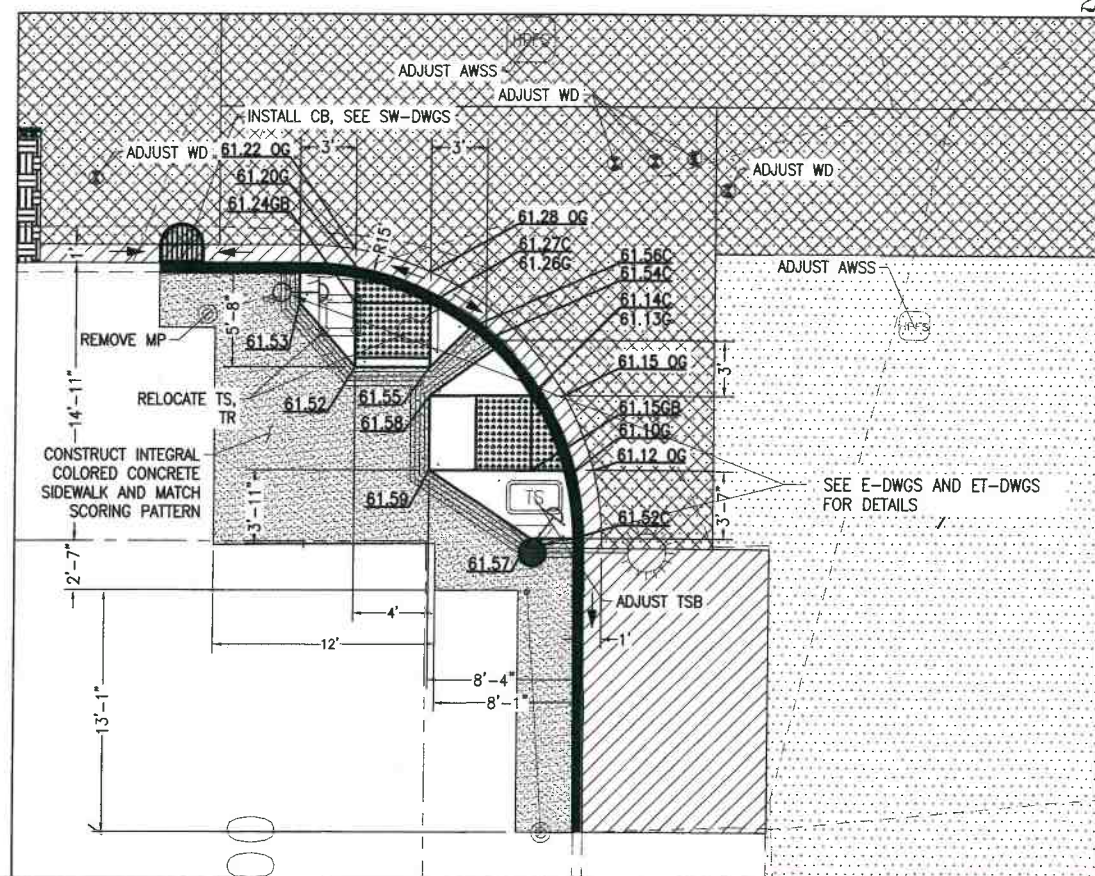 2
HPFS
ADJUST AWSS
ADJUST WD
INSTALL CB, SEE SW-DWGS
ADJUST WD
61.22 OG
3'
3'
ADJUST WD
61.20G
61.24GB
R15'
61.28 OG
61.27C
61.26G
61.56C
61.54C
1'
ADJUST AWSS
HPFS
61.14C
61.13G
5'-8"
REMOVE MP
61.53
61.15 OG
3'
RELOCATE TS,
TR
61.52
61.55
61.58
61.15GB
61.10G
61.12 OG
14'-11"
CONSTRUCT INTEGRAL
COLORED CONCRETE
SIDEWALK AND MATCH
SCORING PATTERN
3'-11"
61.59
TS
SEE E-DWGS AND ET-DWGS
FOR DETAILS
3'-7"
61.52C
61.57
2'-7"
ADJUST TSB
4'
12'
1'
8'-4"
8'-1"
13'-1"